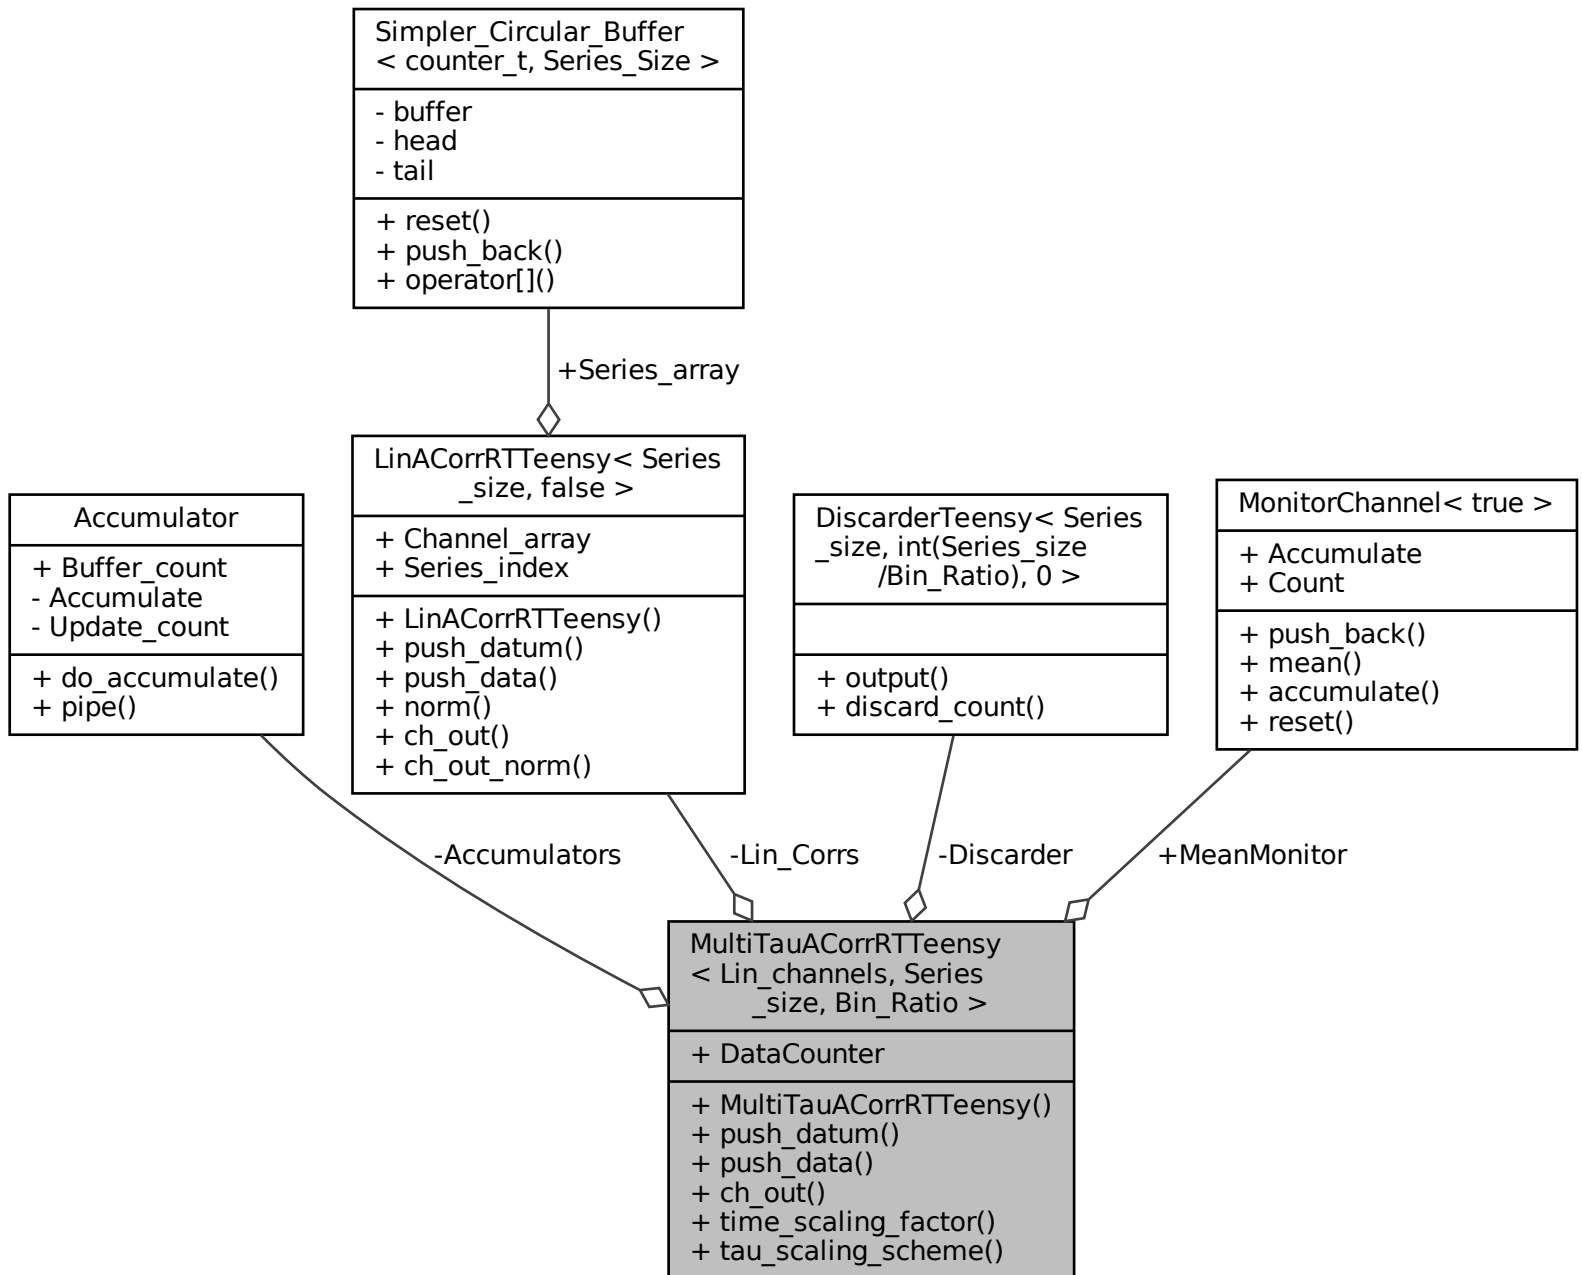 Simpler_Circular_Buffer
< counter_t, Series_Size >
- buffer
- head
- tail
+ reset()
+ push_back()
+ operator[]()
+Series_array
Accumulator
+ Buffer_count
- Accumulate
- Update_count
+ do_accumulate()
+ pipe()
LinACorrRTTeensy< Series
_size, false >
+ Channel_array
+ Series_index
+ LinACorrRTTeensy()
+ push_datum()
+ push_data()
+ norm()
+ ch_out()
+ ch_out_norm()
DiscarderTeensy< Series
_size, int(Series_size
/Bin_Ratio), 0 >
+ output()
+ discard_count()
MonitorChannel< true >
+ Accumulate
+ Count
+ push_back()
+ mean()
+ accumulate()
+ reset()
-Accumulators
-Lin_Corrs
-Discarder
+MeanMonitor
MultiTauACorrRTTeensy
< Lin_channels, Series
_size, Bin_Ratio >
+ DataCounter
+ MultiTauACorrRTTeensy()
+ push_datum()
+ push_data()
+ ch_out()
+ time_scaling_factor()
+ tau_scaling_scheme()